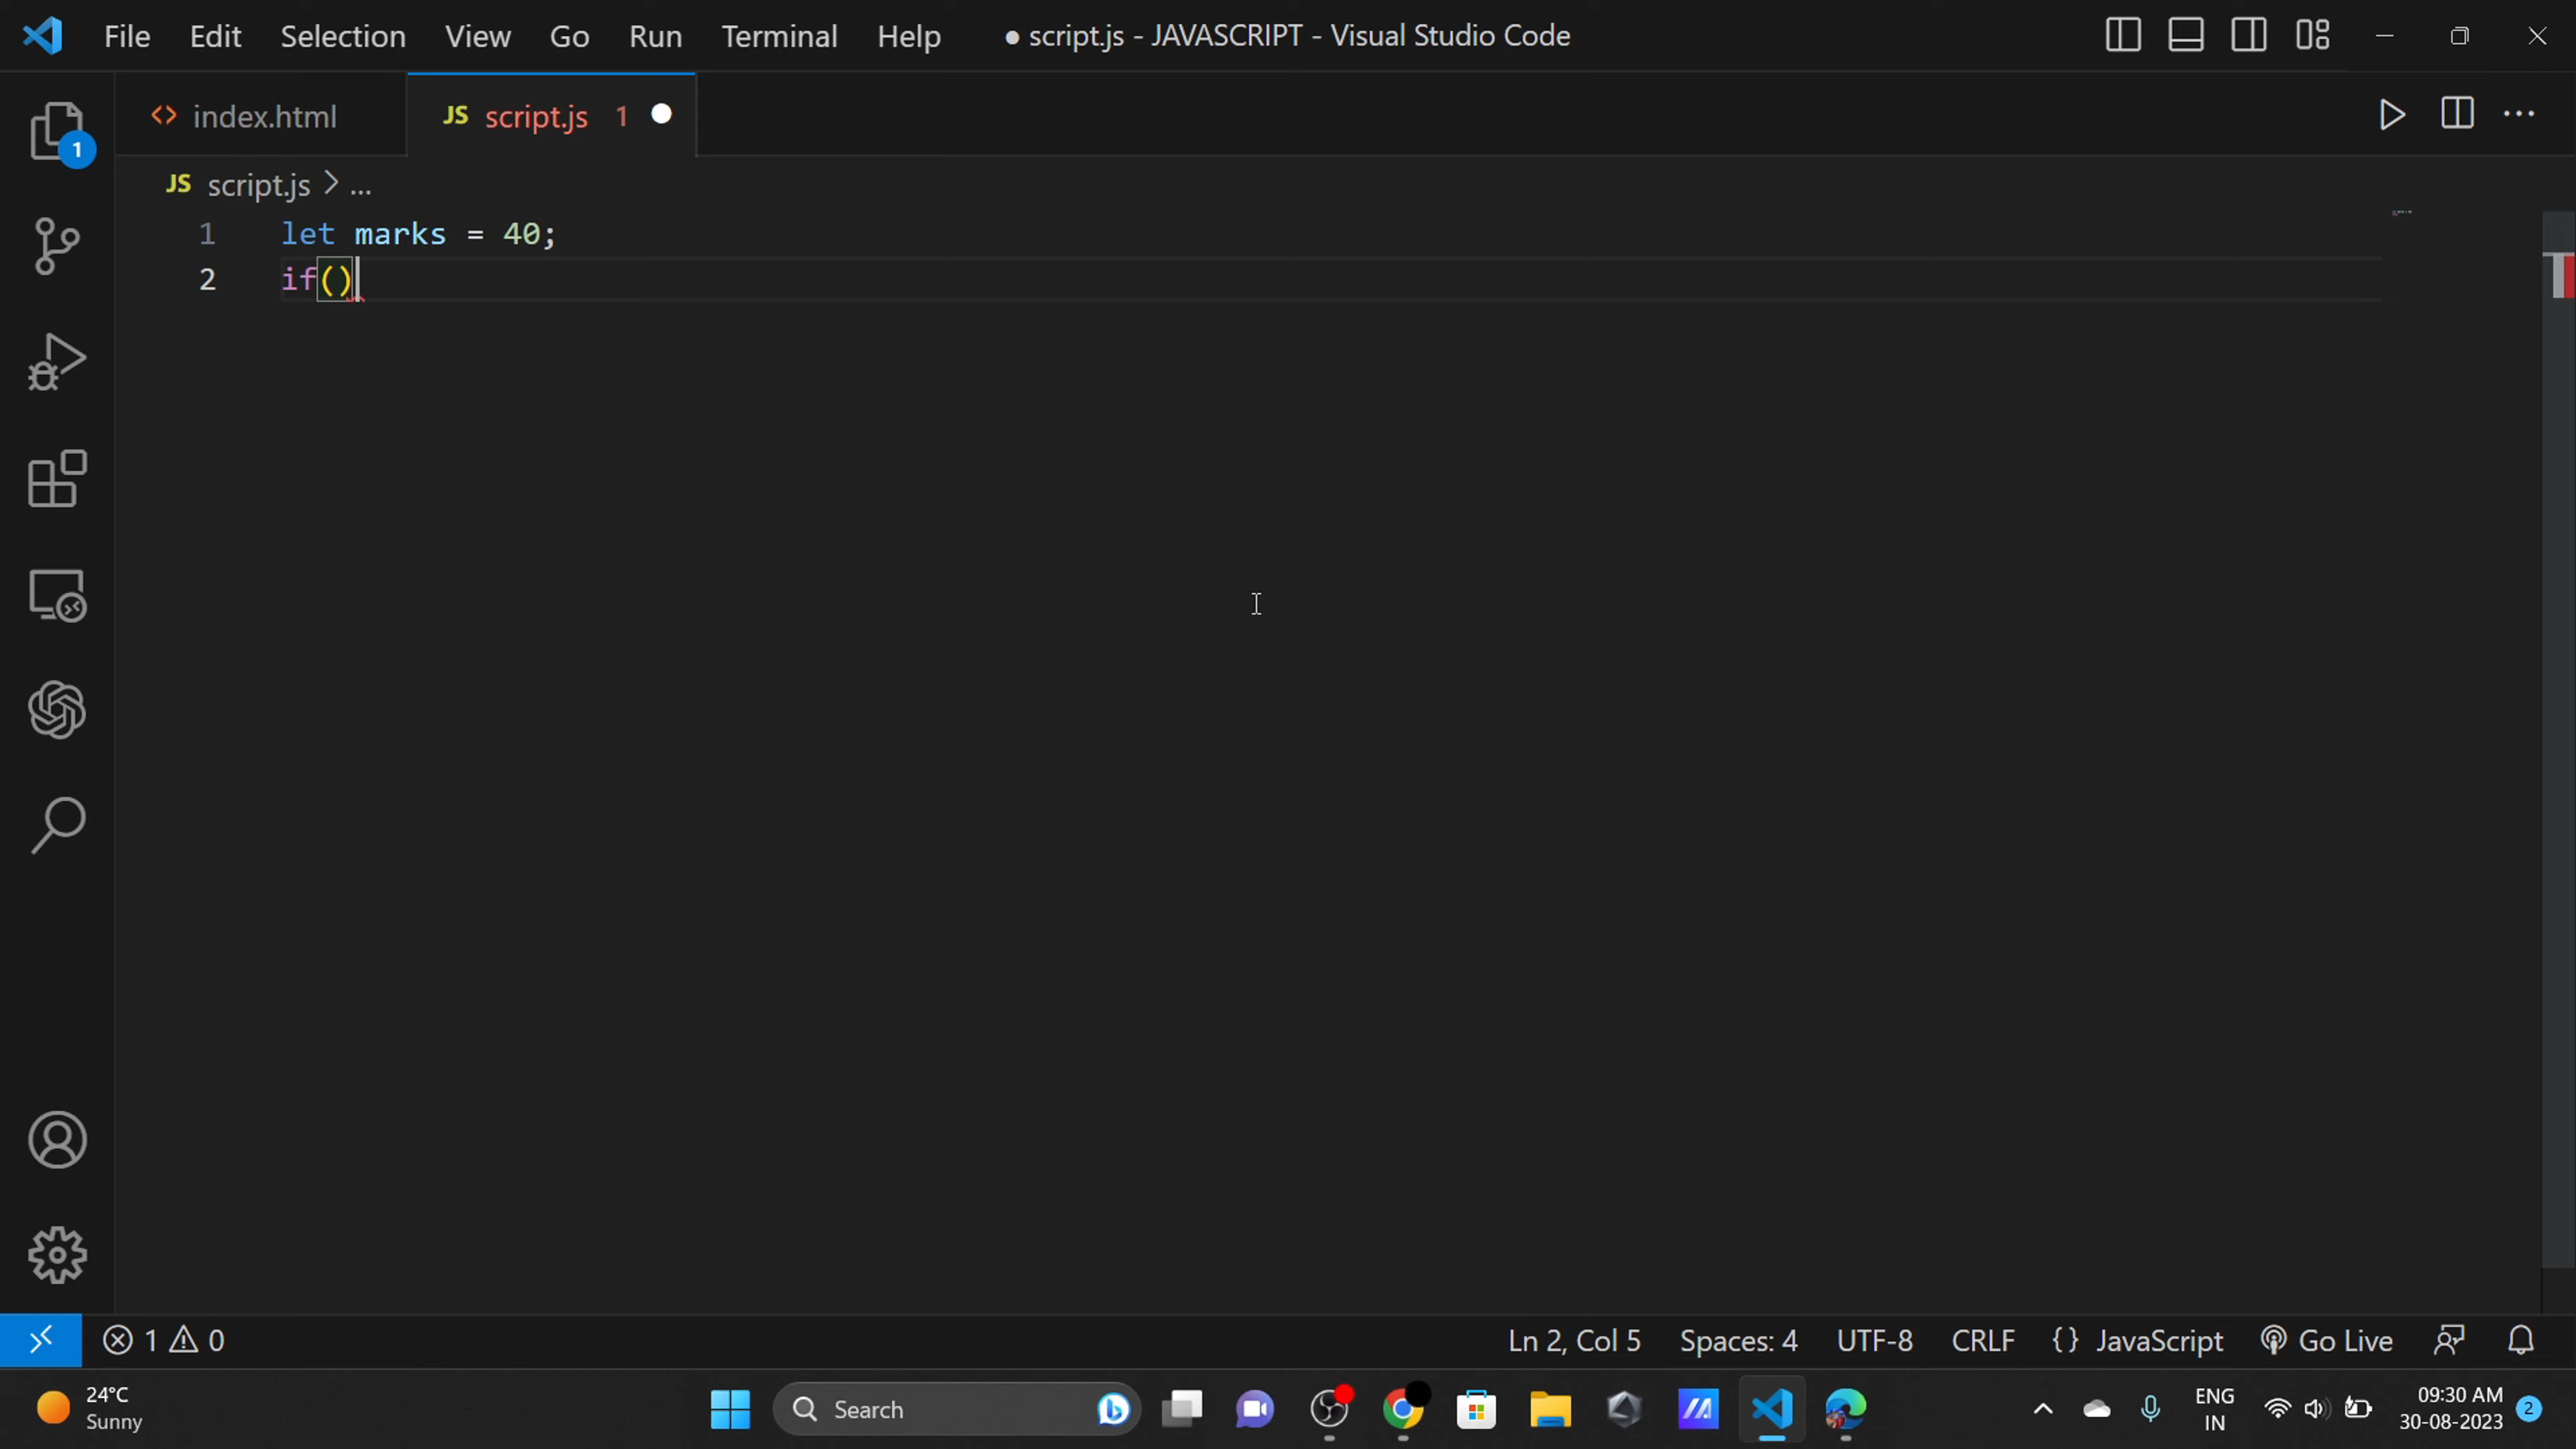 File Edit Selection View Go Run Terminal Help ● script.js - JAVASCRIPT - Visual Studio Code
<> index.html JS script.js 1
1
JS script.js > ...
1 let marks = 40;
2 if()
1 0 Ln 2, Col 5 Spaces: 4 UTF-8 CRLF {} JavaScript Go Live
24°C
Sunny
Search
ENG
IN
09:30 AM
30-08-2023
2